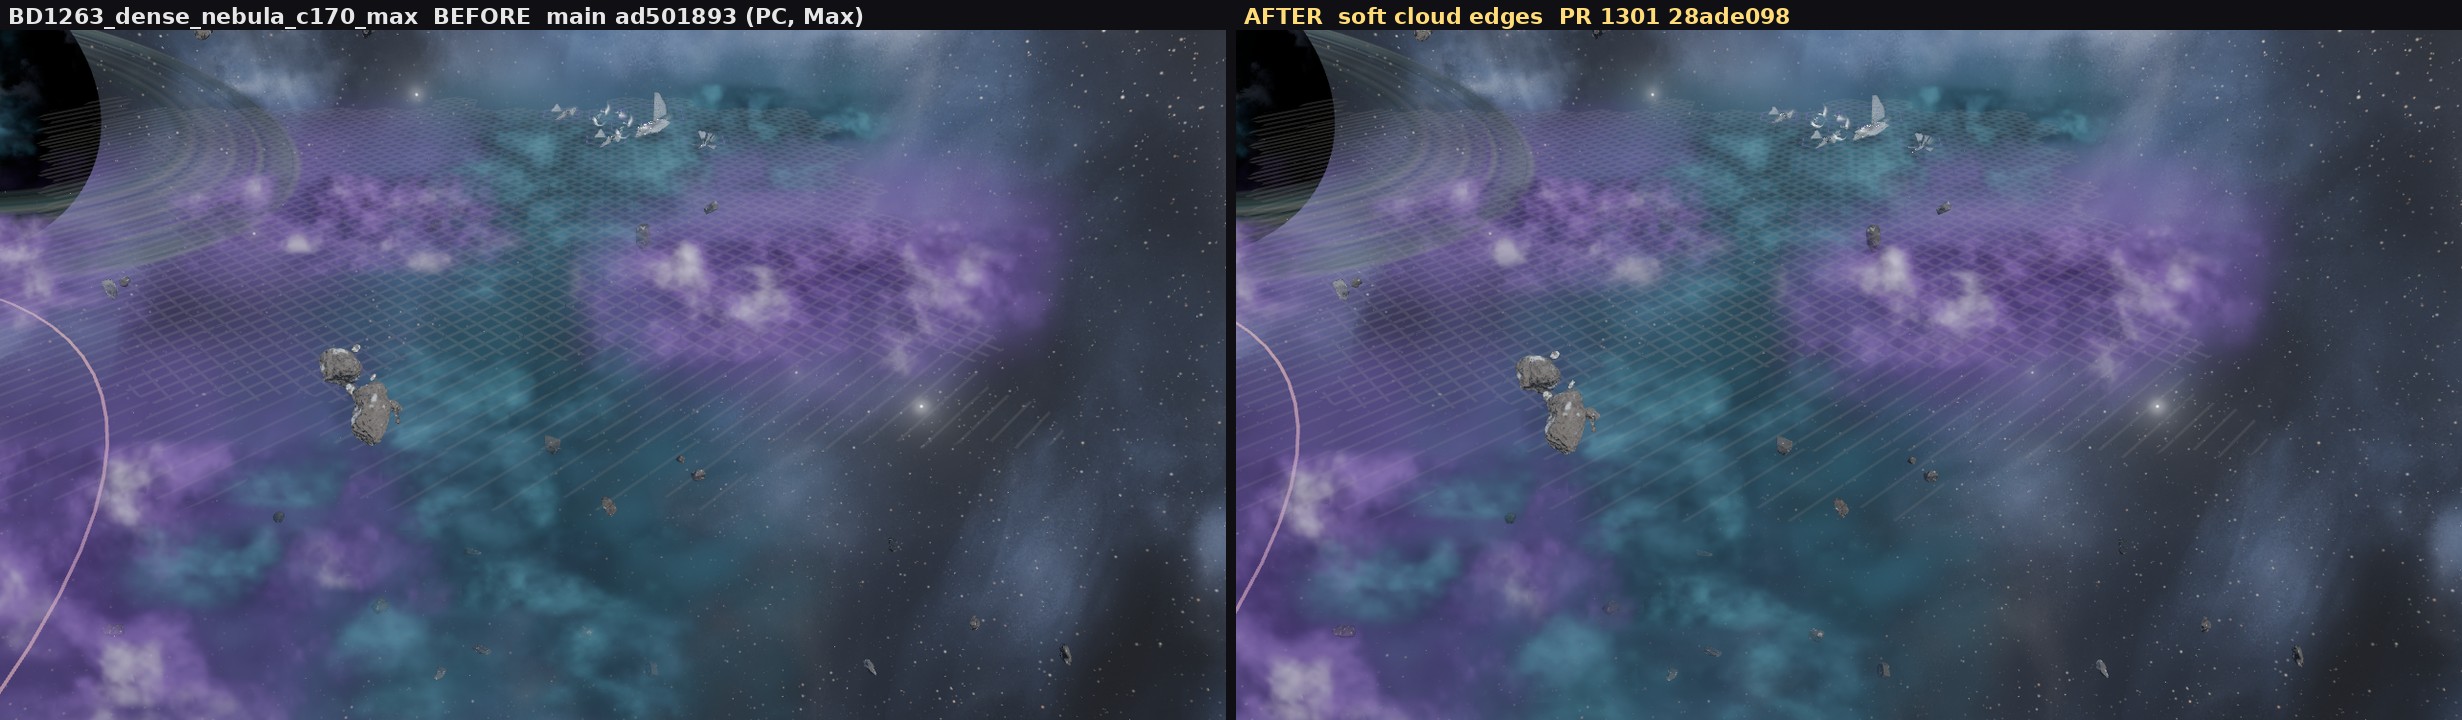 BD1263_dense_nebula_c170_max  BEFORE  main ad501893 (PC, Max)
AFTER  soft cloud edges  PR 1301 28ade098